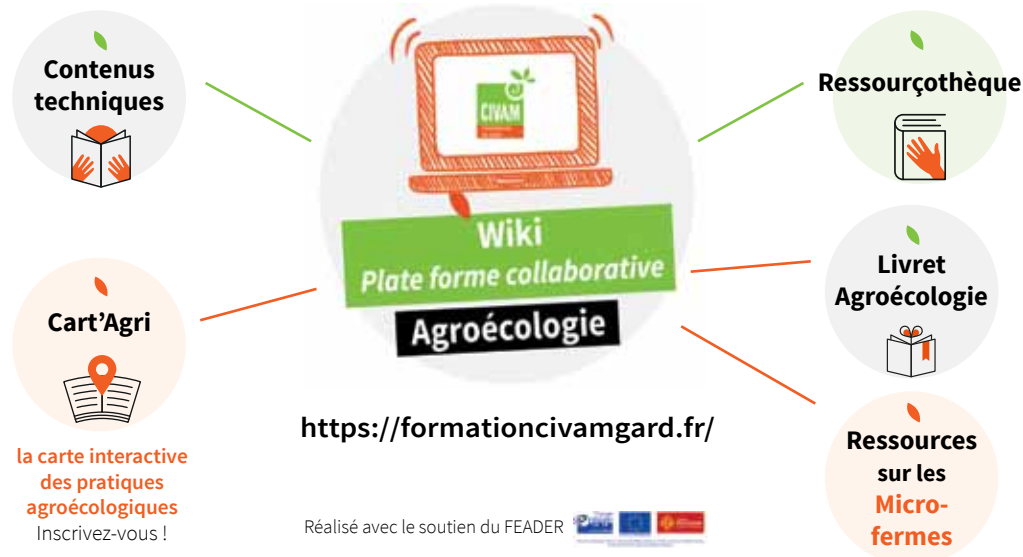 Contenus
techniques
CIVAM
Ressourçothèque
Wiki
Plate forme collaborative
Agroécologie
Cart’Agri
la carte interactive
des pratiques
agroécologiques
Inscrivez-vous !
Livret
Agroécologie
https://formationcivamgard.fr/
Ressources
sur les
Micro-
fermes
Réalisé avec le soutien du FEADER